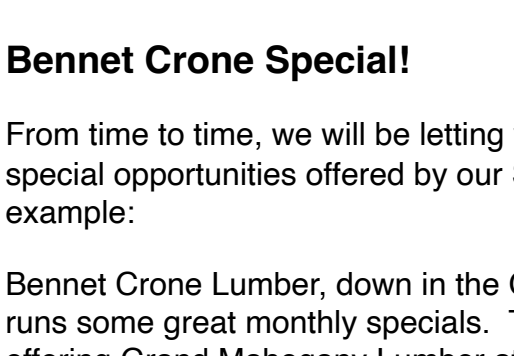 Bennet Crone Special!
From time to time, we will be letting
special opportunities offered by our
example:
Bennet Crone Lumber, down in the
runs some great monthly specials.
offering Grand Mahogany Lumber